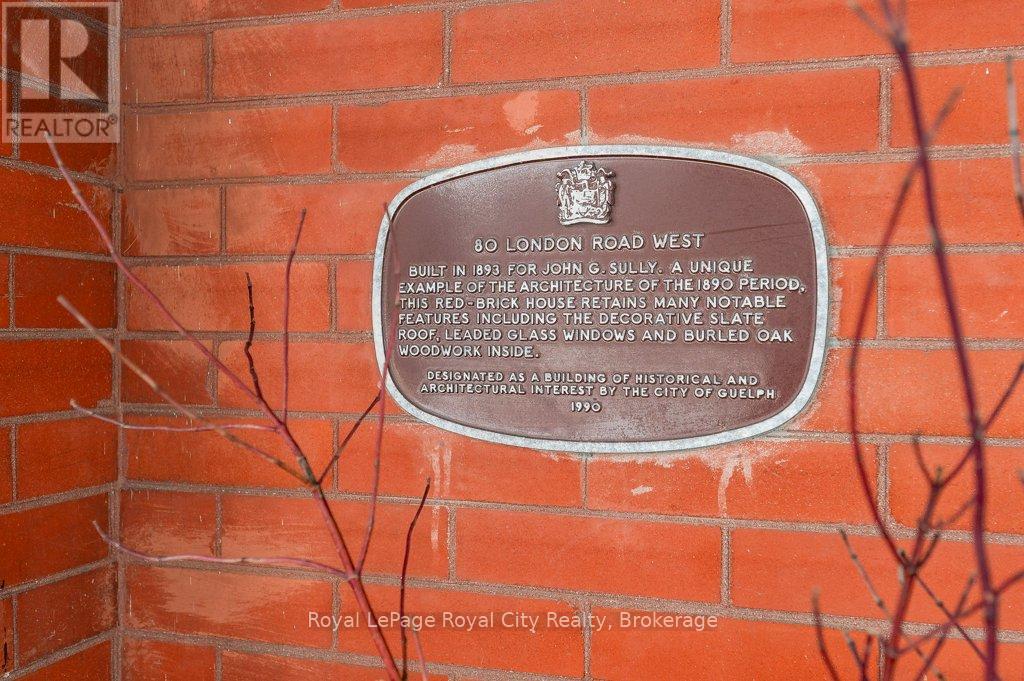 REALTOR®
80 LONDON ROAD WEST
BUILT IN 1893 FOR JOHN G. SULLY. A UNIQUE
EXAMPLE OF THE ARCHITECTURE OF THE 1890 PERIOD,
THIS RED-BRICK HOUSE RETAINS MANY NOTABLE
FEATURES INCLUDING THE DECORATIVE SLATE
ROOF, LEADED GLASS WINDOWS AND BURLED OAK
WOODWORK INSIDE.
DESIGNATED AS A BUILDING OF HISTORICAL AND
ARCHITECTURAL INTEREST BY THE CITY OF GUELPH
1990
Royal LePage Royal City Realty, Brokerage